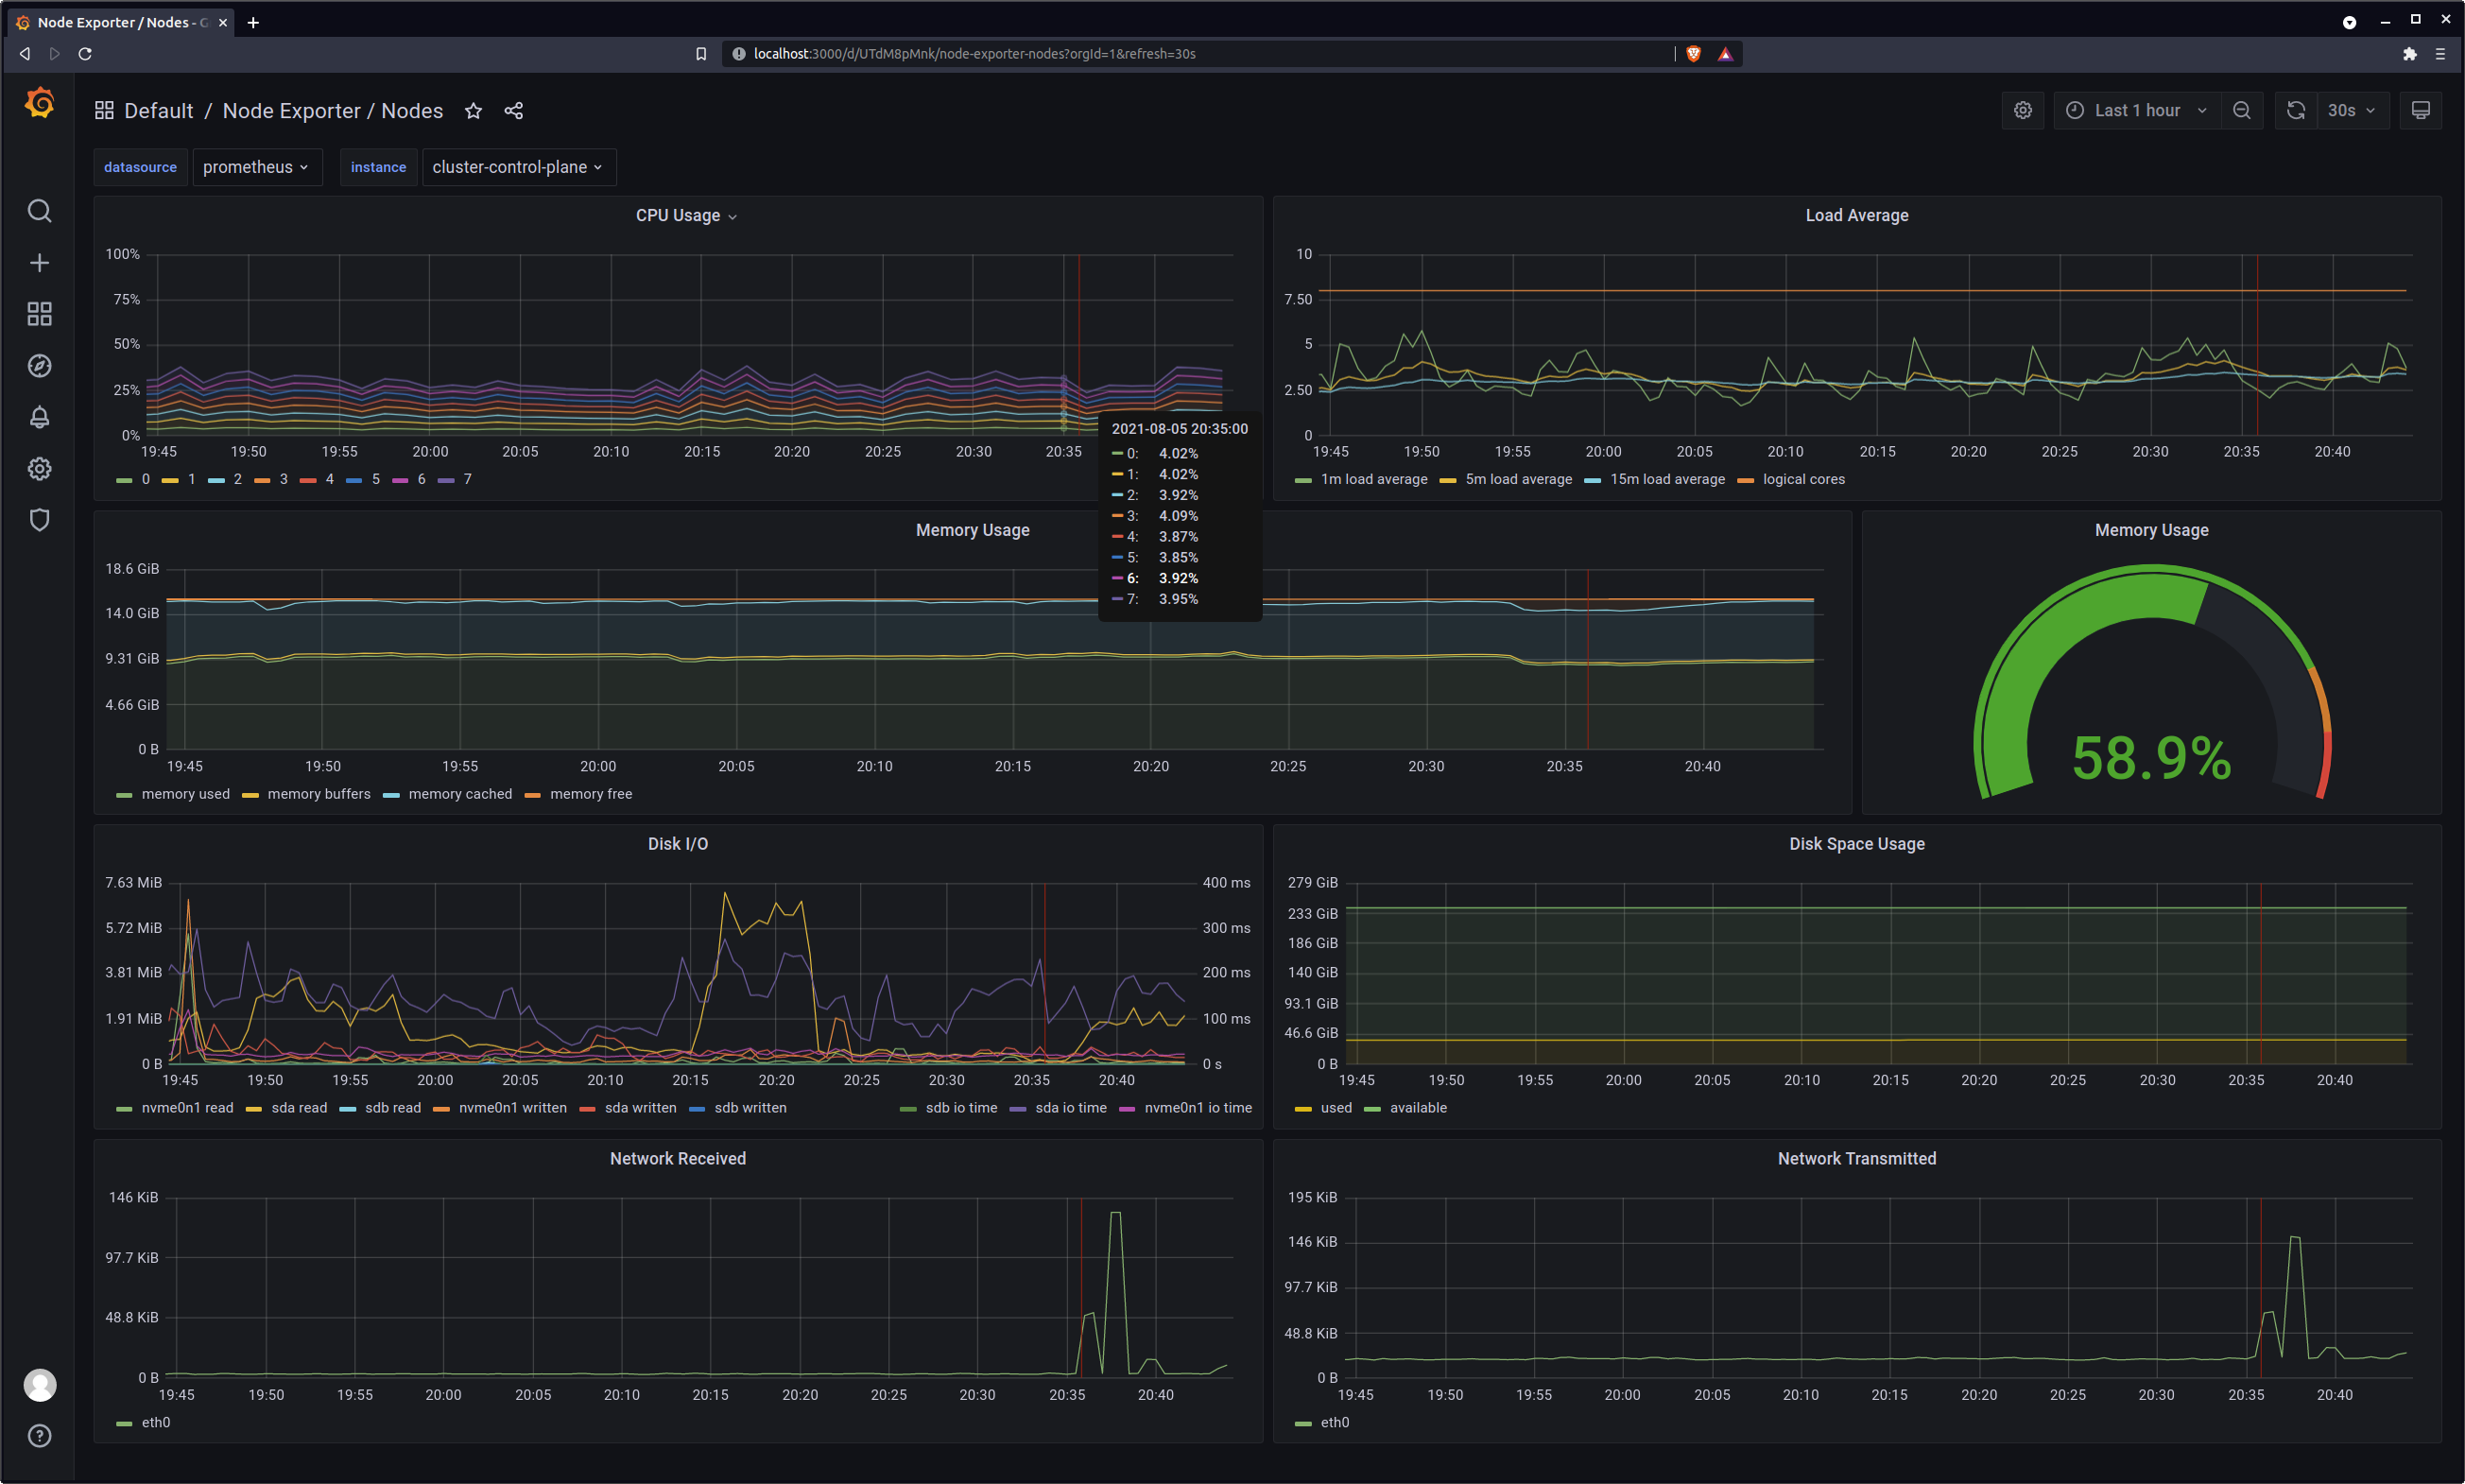 Node Exporter / Nodes - G
localhost:3000/d/UTdM8pMnk/node-exporter-nodes?orgId=1&refresh=30s
Default / Node Exporter / Nodes
Last 1 hour
30s
datasource prometheus instance cluster-control-plane
CPU Usage
100%
75%
50%
25%
0%
19:45 19:50 19:55 20:00 20:05 20:10 20:15 20:20 20:25 20:30 20:35
0 1 2 3 4 5 6 7
2021-08-05 20:35:00
0: 4.02%
1: 4.02%
2: 3.92%
3: 4.09%
4: 3.87%
5: 3.85%
6: 3.92%
7: 3.95%
Load Average
10
7.50
5
2.50
0
19:45 19:50 19:55 20:00 20:05 20:10 20:15 20:20 20:25 20:30 20:35 20:40
1m load average 5m load average 15m load average logical cores
Memory Usage
18.6 GiB
14.0 GiB
9.31 GiB
4.66 GiB
0 B
19:45 19:50 19:55 20:00 20:05 20:10 20:15 20:20 20:25 20:30 20:35 20:40
memory used memory buffers memory cached memory free
Memory Usage
58.9%
Disk I/O
7.63 MiB
5.72 MiB
3.81 MiB
1.91 MiB
0 B
400 ms
300 ms
200 ms
100 ms
0 s
19:45 19:50 19:55 20:00 20:05 20:10 20:15 20:20 20:25 20:30 20:35 20:40
nvme0n1 read sda read sdb read nvme0n1 written sda written sdb written sdb io time sda io time nvme0n1 io time
Disk Space Usage
279 GiB
233 GiB
186 GiB
140 GiB
93.1 GiB
46.6 GiB
0 B
19:45 19:50 19:55 20:00 20:05 20:10 20:15 20:20 20:25 20:30 20:35 20:40
used available
Network Received
146 KiB
97.7 KiB
48.8 KiB
0 B
19:45 19:50 19:55 20:00 20:05 20:10 20:15 20:20 20:25 20:30 20:35 20:40
eth0
Network Transmitted
195 KiB
146 KiB
97.7 KiB
48.8 KiB
0 B
19:45 19:50 19:55 20:00 20:05 20:10 20:15 20:20 20:25 20:30 20:35 20:40
eth0